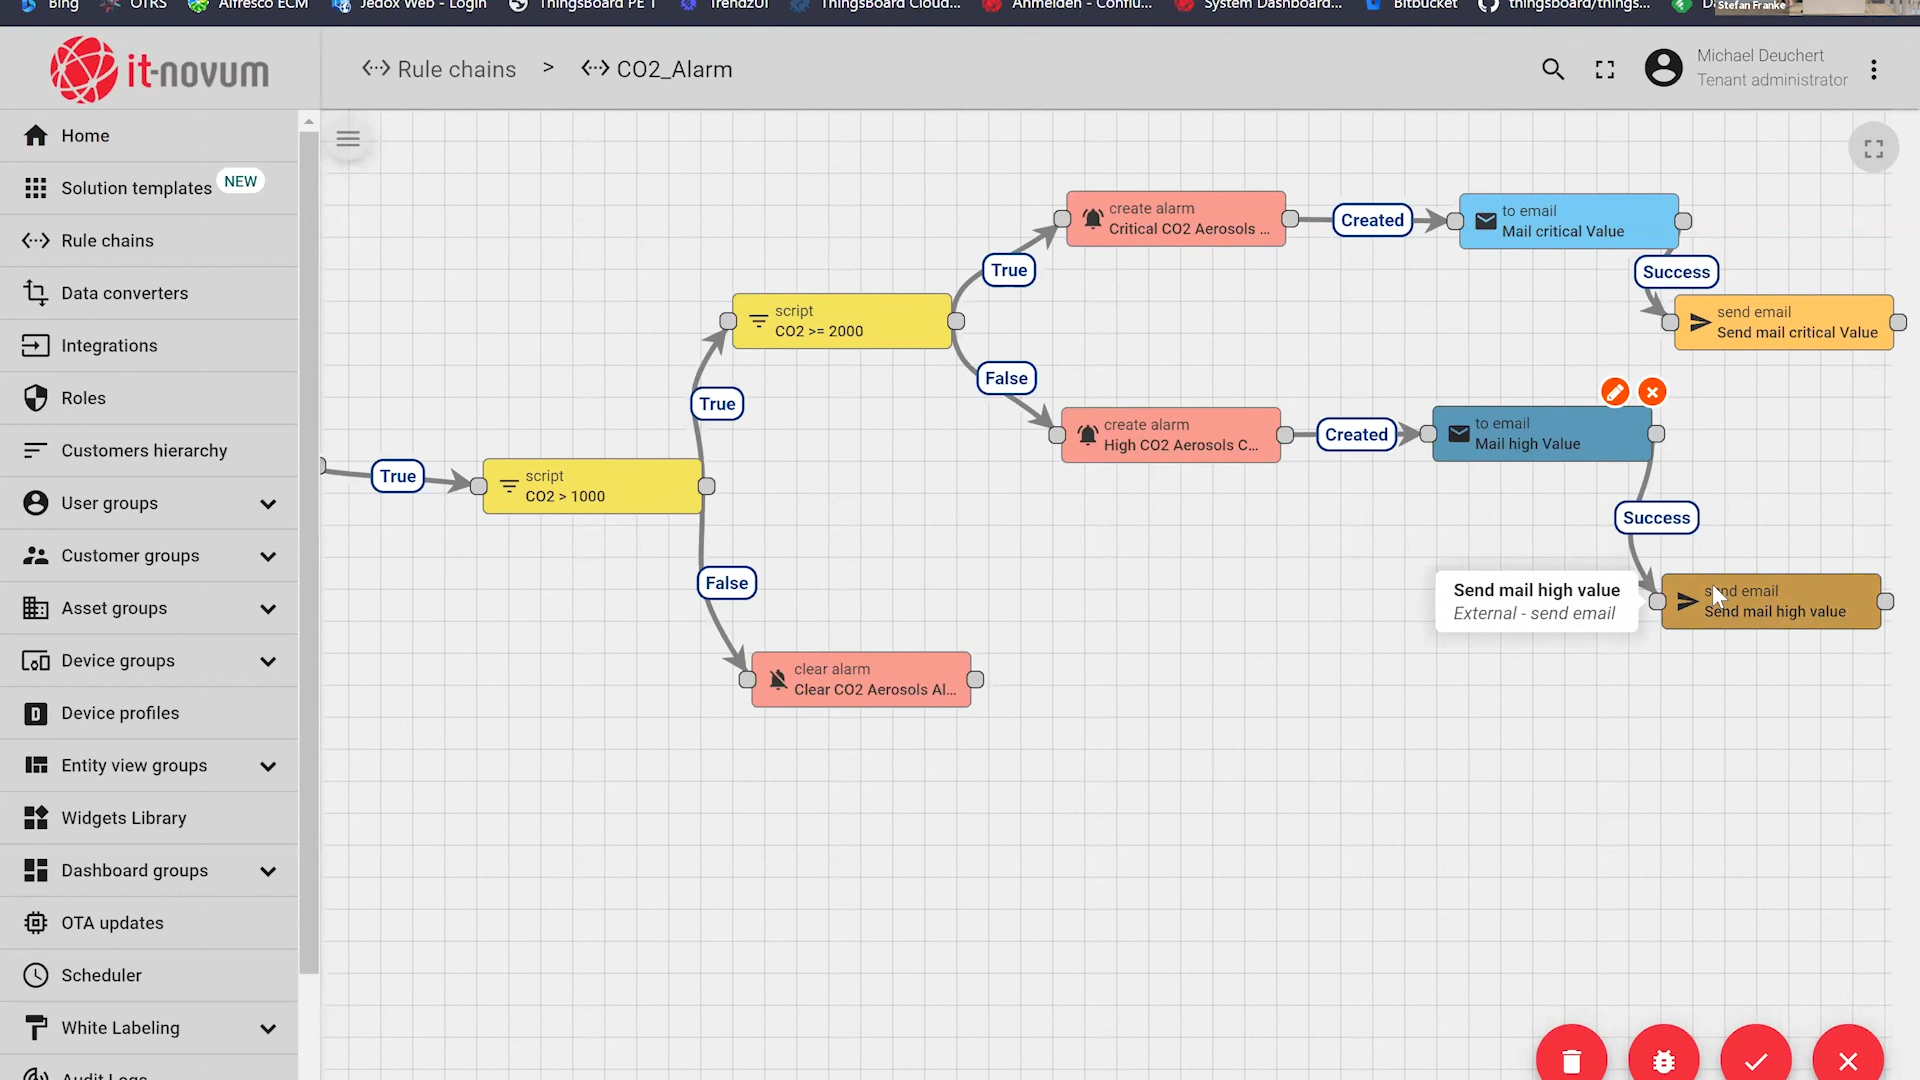 Bing
OTRS
Alfresco ECM
Jedox Web - Login
ThingsBoard PE
TrendzUI
ThingsBoard Cloud...
Anmelden - Conflu...
System Dashboard...
Bitbucket
thingsboard/things...
Stefan Franke
it-novum
Rule chains > CO2_Alarm
Michael Deuchert
Tenant administrator
Home
Solution templates NEW
Rule chains
Data converters
Integrations
Roles
Customers hierarchy
User groups
Customer groups
Asset groups
Device groups
Device profiles
Entity view groups
Widgets Library
Dashboard groups
OTA updates
Scheduler
White Labeling
Audit Logs
create alarm
Critical CO2 Aerosols ...
Created
to email
Mail critical Value
True
Success
script
CO2 >= 2000
send email
Send mail critical Value
False
True
create alarm
High CO2 Aerosols C...
Created
to email
Mail high Value
True
script
CO2 > 1000
Success
False
Send mail high value
External - send email
send email
Send mail high value
clear alarm
Clear CO2 Aerosols Al...